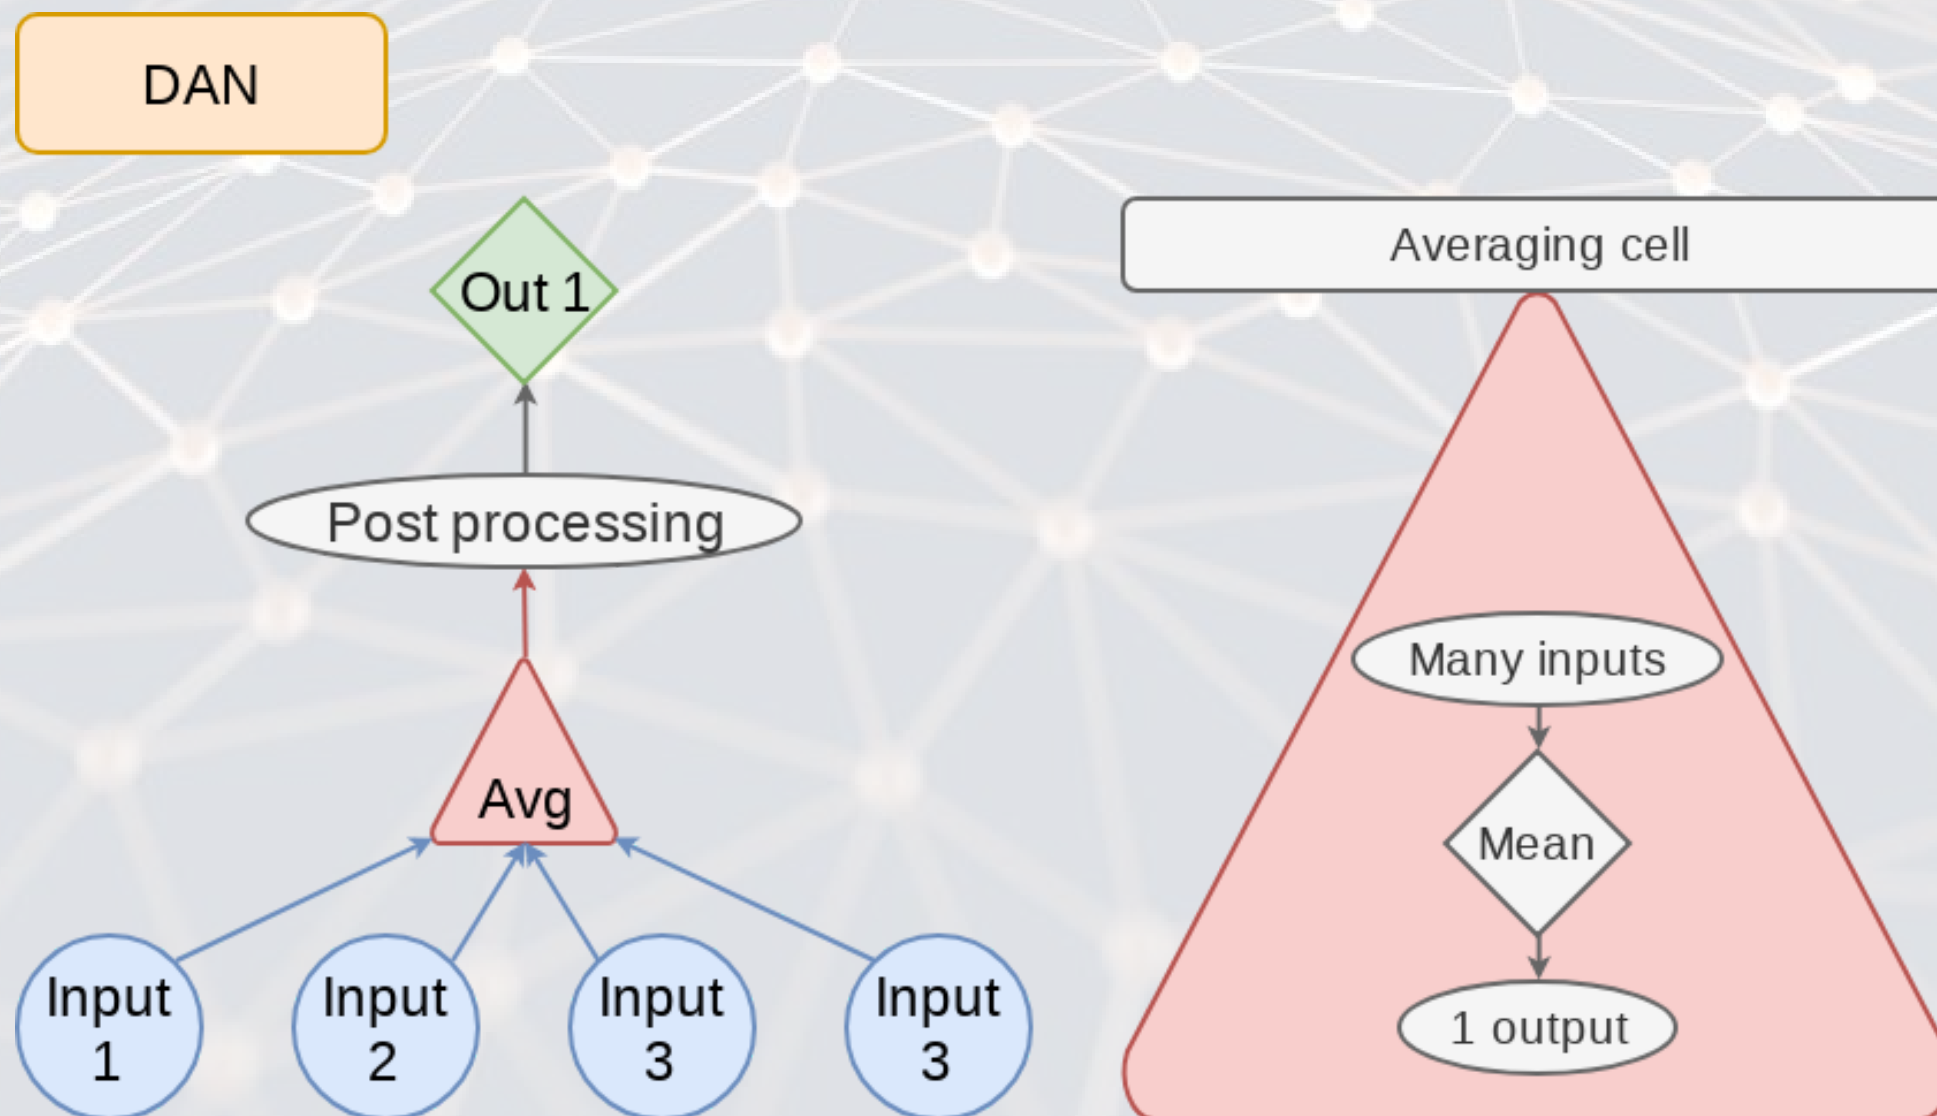 DAN
Out 1
Post processing
Avg
Input
1
Input
2
Input
3
Input
3
Averaging cell
Many inputs
Mean
1 output